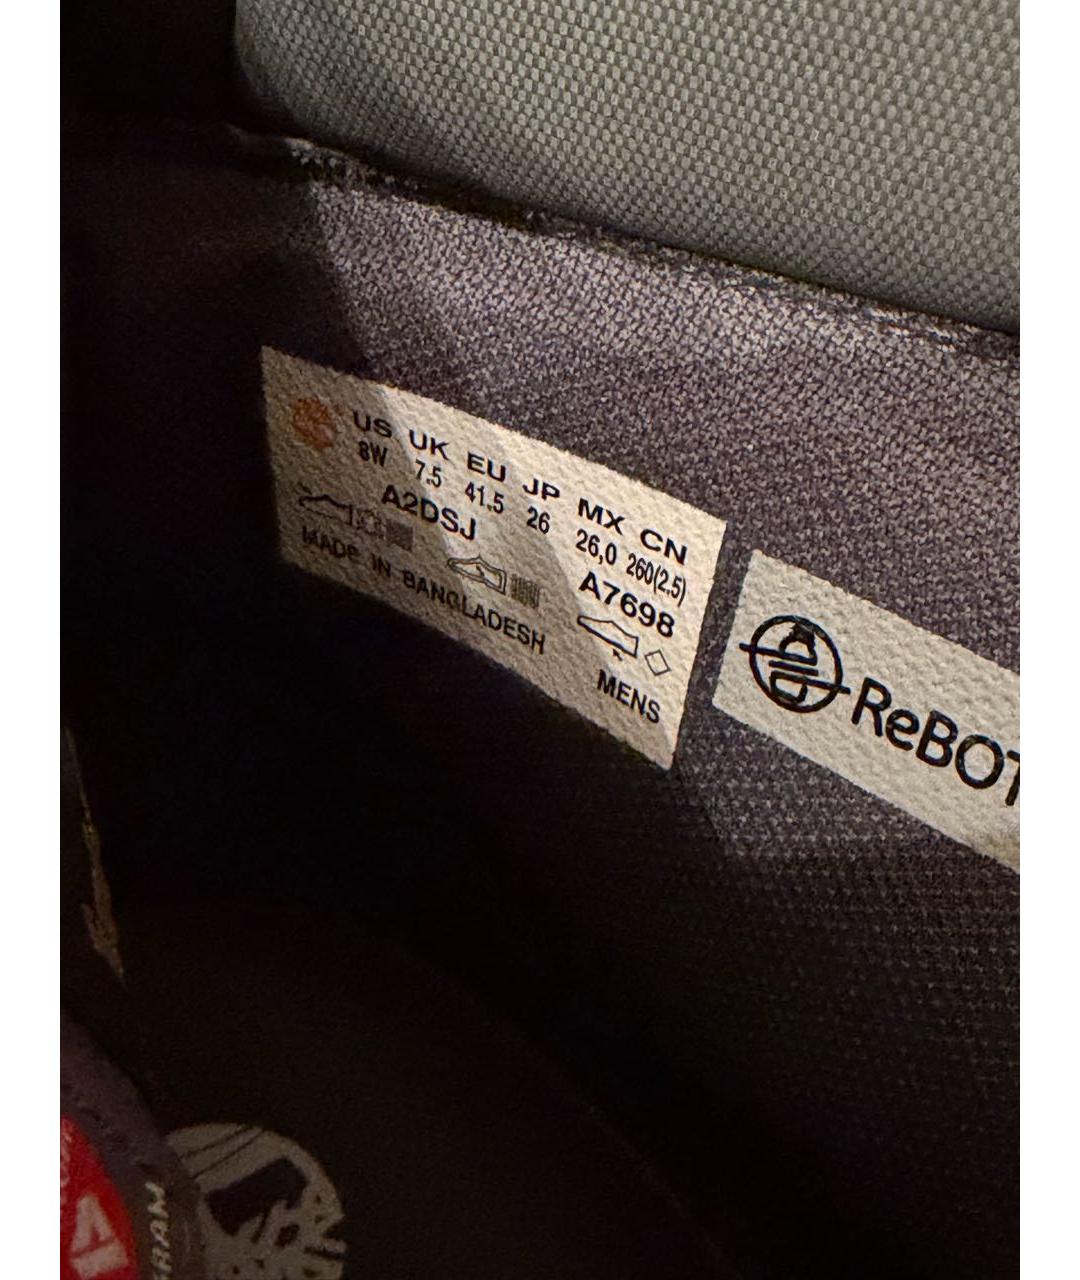 US UK EU JP MX CN
8W 7.5 41.5 26 26,0 260(2.5)
A2DSJ A7698
MADE IN BANGLADESH
MENS
ReBOT